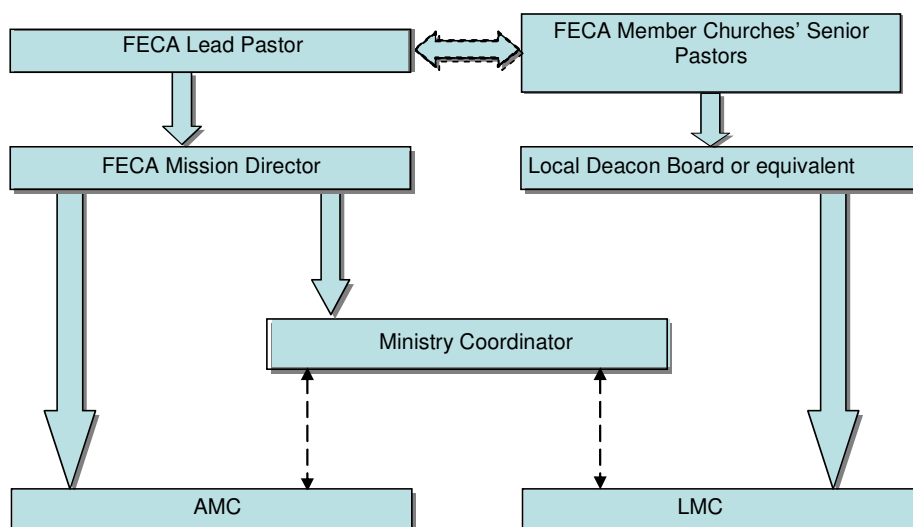 FECA Lead Pastor
FECA Member Churches’ Senior
Pastors
FECA Mission Director
Local Deacon Board or equivalent
Ministry Coordinator
AMC
LMC